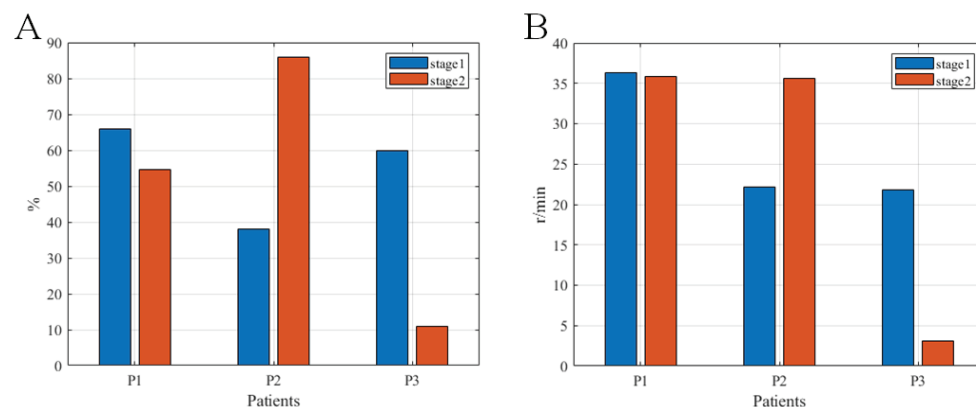 A
90
80
70
60
50
40
30
20
10
0
%
stage1
stage2
P1
P2
P3
Patients
B
40
35
30
25
20
15
10
5
0
r/min
stage1
stage2
P1
P2
P3
Patients